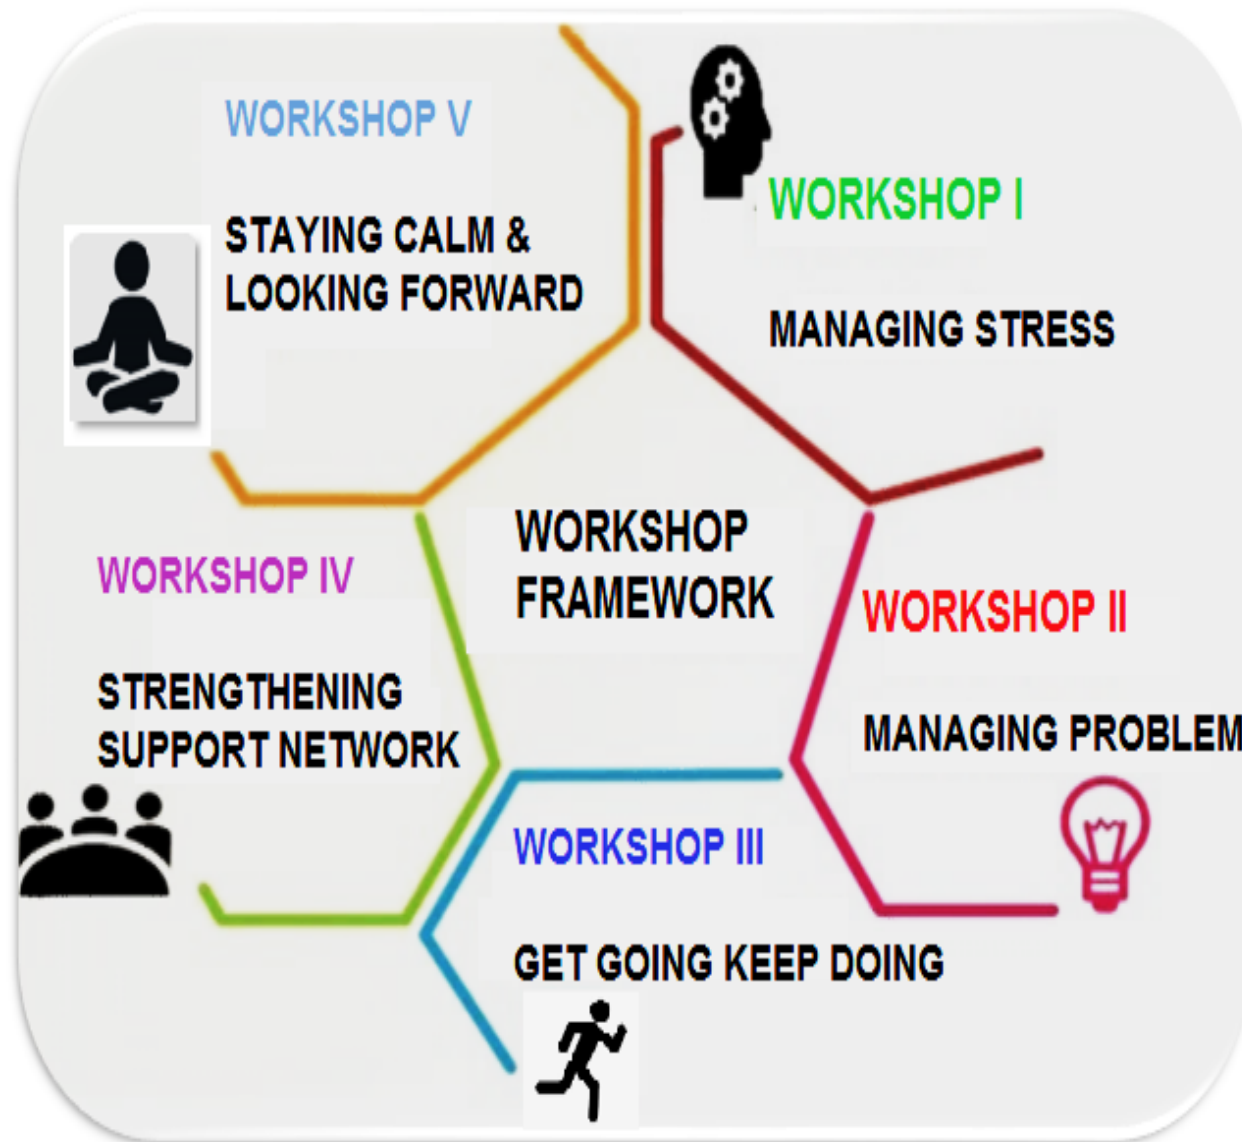 WORKSHOP FRAMEWORK
WORKSHOP I
MANAGING STRESS
WORKSHOP II
MANAGING PROBLEM
WORKSHOP III
GET GOING KEEP DOING
WORKSHOP IV
STRENGTHENING
SUPPORT NETWORK
WORKSHOP V
STAYING CALM &
LOOKING FORWARD